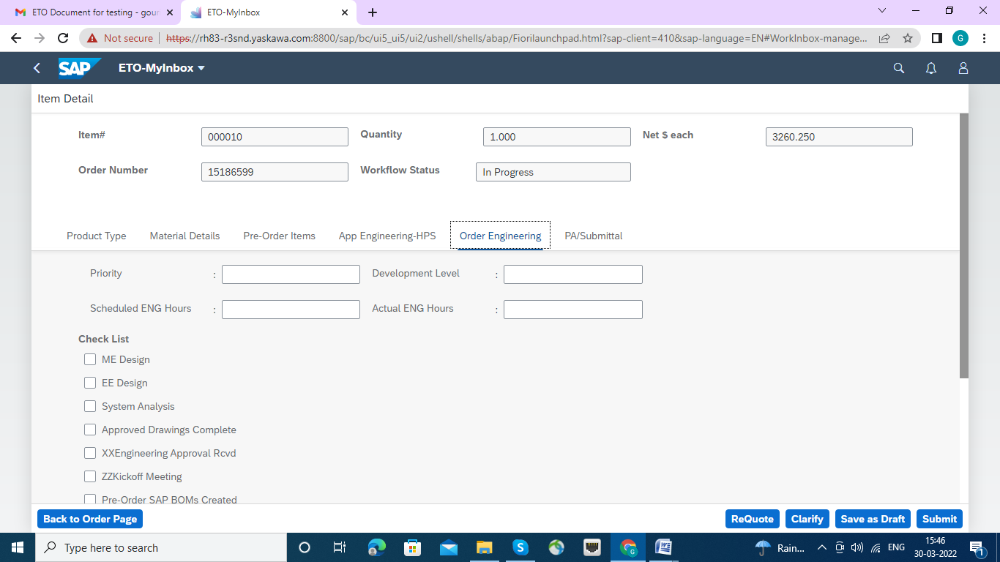 ETO Document for testing - gour
ETO-MyInbox
Not secure
https://rh83-r3snd.yaskawa.com:8800/sap/bc/ui5_ui5/ui2/ushell/shells/abap/Fiorilaunchpad.html?sap-client=410&sap-language=EN#WorkInbox-manage...
G
SAP ETO-MyInbox
Item Detail
Item# 000010 Quantity 1.000 Net $ each 3260.250
Order Number 15186599 Workflow Status In Progress
Product Type Material Details Pre-Order Items App Engineering-HPS Order Engineering PA/Submittal
Priority : Development Level :
Scheduled ENG Hours : Actual ENG Hours :
Check List
ME Design
EE Design
System Analysis
Approved Drawings Complete
XXEngineering Approval Rcvd
ZZKickoff Meeting
Pre-Order SAP BOMs Created
Back to Order Page ReQuote Clarify Save as Draft Submit
Type here to search
Rain...
ENG
15:46
30-03-2022
1